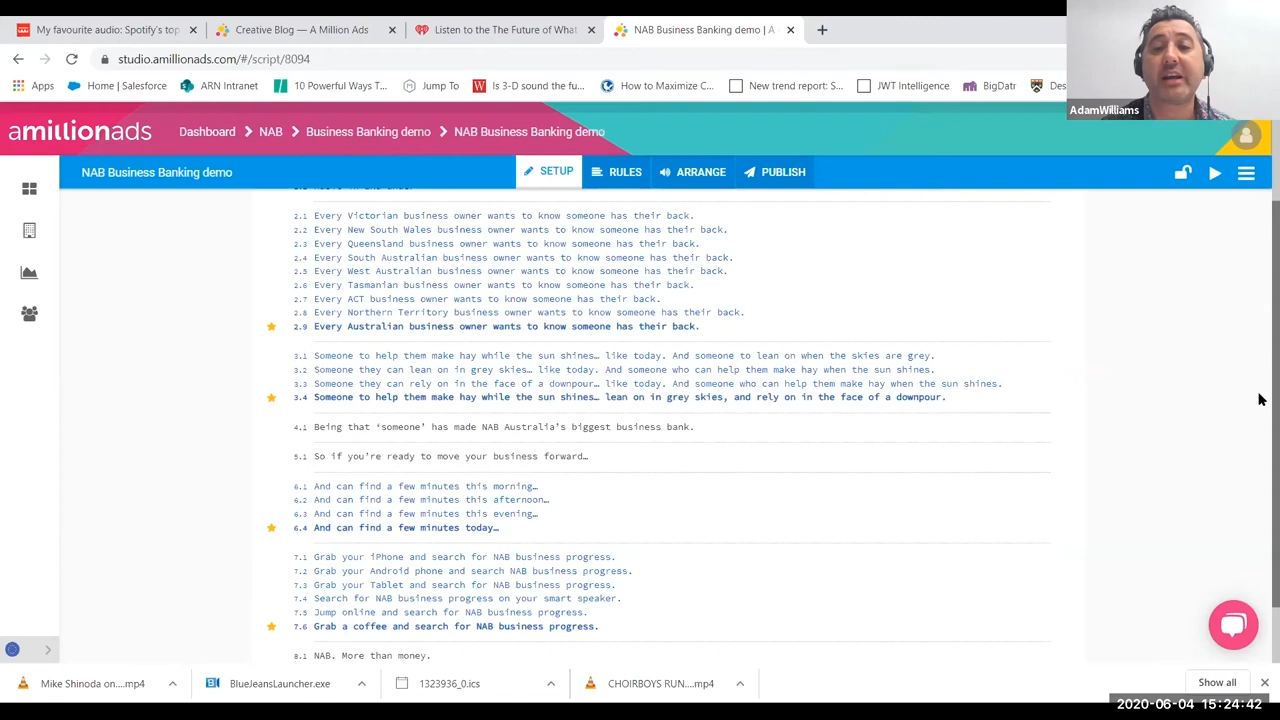 My favourite audio: Spotify's top
Creative Blog — A Million Ads
Listen to the The Future of What
NAB Business Banking demo | A
studio.amillionads.com/#/script/8094
Apps
Home | Salesforce
ARN Intranet
10 Powerful Ways T...
Jump To
Is 3-D sound the fu...
How to Maximize C...
New trend report: S...
JWT Intelligence
BigDatr
Des
AdamWilliams
amillionads
Dashboard > NAB > Business Banking demo > NAB Business Banking demo
NAB Business Banking demo
SETUP
RULES
ARRANGE
PUBLISH
2.1 Every Victorian business owner wants to know someone has their back.
2.2 Every New South Wales business owner wants to know someone has their back.
2.3 Every Queensland business owner wants to know someone has their back.
2.4 Every South Australian business owner wants to know someone has their back.
2.5 Every West Australian business owner wants to know someone has their back.
2.6 Every Tasmanian business owner wants to know someone has their back.
2.7 Every ACT business owner wants to know someone has their back.
2.8 Every Northern Territory business owner wants to know someone has their back.
2.9 Every Australian business owner wants to know someone has their back.
3.1 Someone to help them make hay while the sun shines… like today. And someone to lean on when the skies are grey.
3.2 Someone they can lean on in grey skies… like today. And someone who can help them make hay when the sun shines.
3.3 Someone they can rely on in the face of a downpour… like today. And someone who can help them make hay when the sun shines.
3.4 Someone to help them make hay while the sun shines… lean on in grey skies, and rely on in the face of a downpour.
4.1 Being that ‘someone’ has made NAB Australia’s biggest business bank.
5.1 So if you’re ready to move your business forward…
6.1 And can find a few minutes this morning…
6.2 And can find a few minutes this afternoon…
6.3 And can find a few minutes this evening…
6.4 And can find a few minutes today…
7.1 Grab your iPhone and search for NAB business progress.
7.2 Grab your Android phone and search NAB business progress.
7.3 Grab your Tablet and search for NAB business progress.
7.4 Search for NAB business progress on your smart speaker.
7.5 Jump online and search for NAB business progress.
7.6 Grab a coffee and search for NAB business progress.
8.1 NAB. More than money.
Mike Shinoda on....mp4
BlueJeansLauncher.exe
1323936_0.ics
CHOIRBOYS RUN....mp4
Show all
2020-06-04 15:24:42